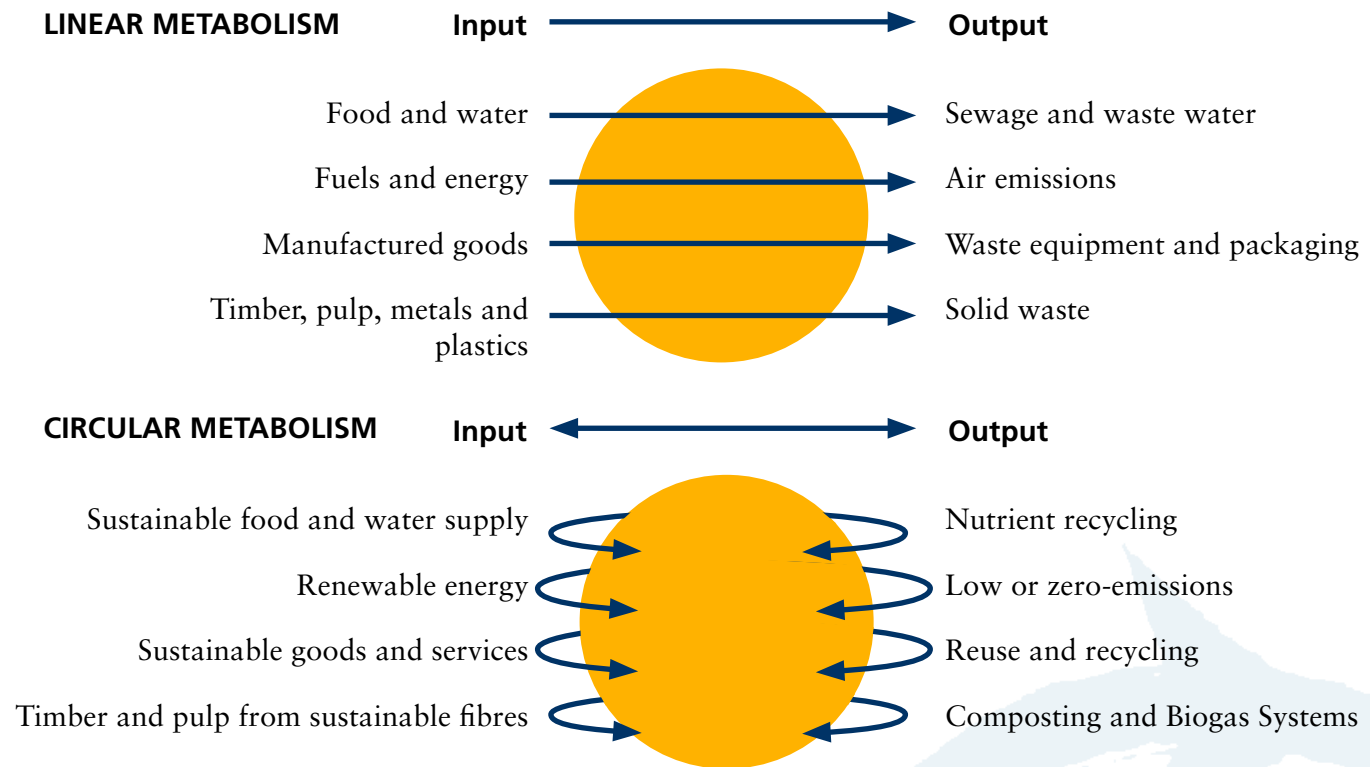 LINEAR METABOLISM Input Output
Food and water Sewage and waste water
Fuels and energy Air emissions
Manufactured goods Waste equipment and packaging
Timber, pulp, metals and Solid waste
plastics
CIRCULAR METABOLISM Input Output
Sustainable food and water supply Nutrient recycling
Renewable energy Low or zero-emissions
Sustainable goods and services Reuse and recycling
Timber and pulp from sustainable fibres Composting and Biogas Systems